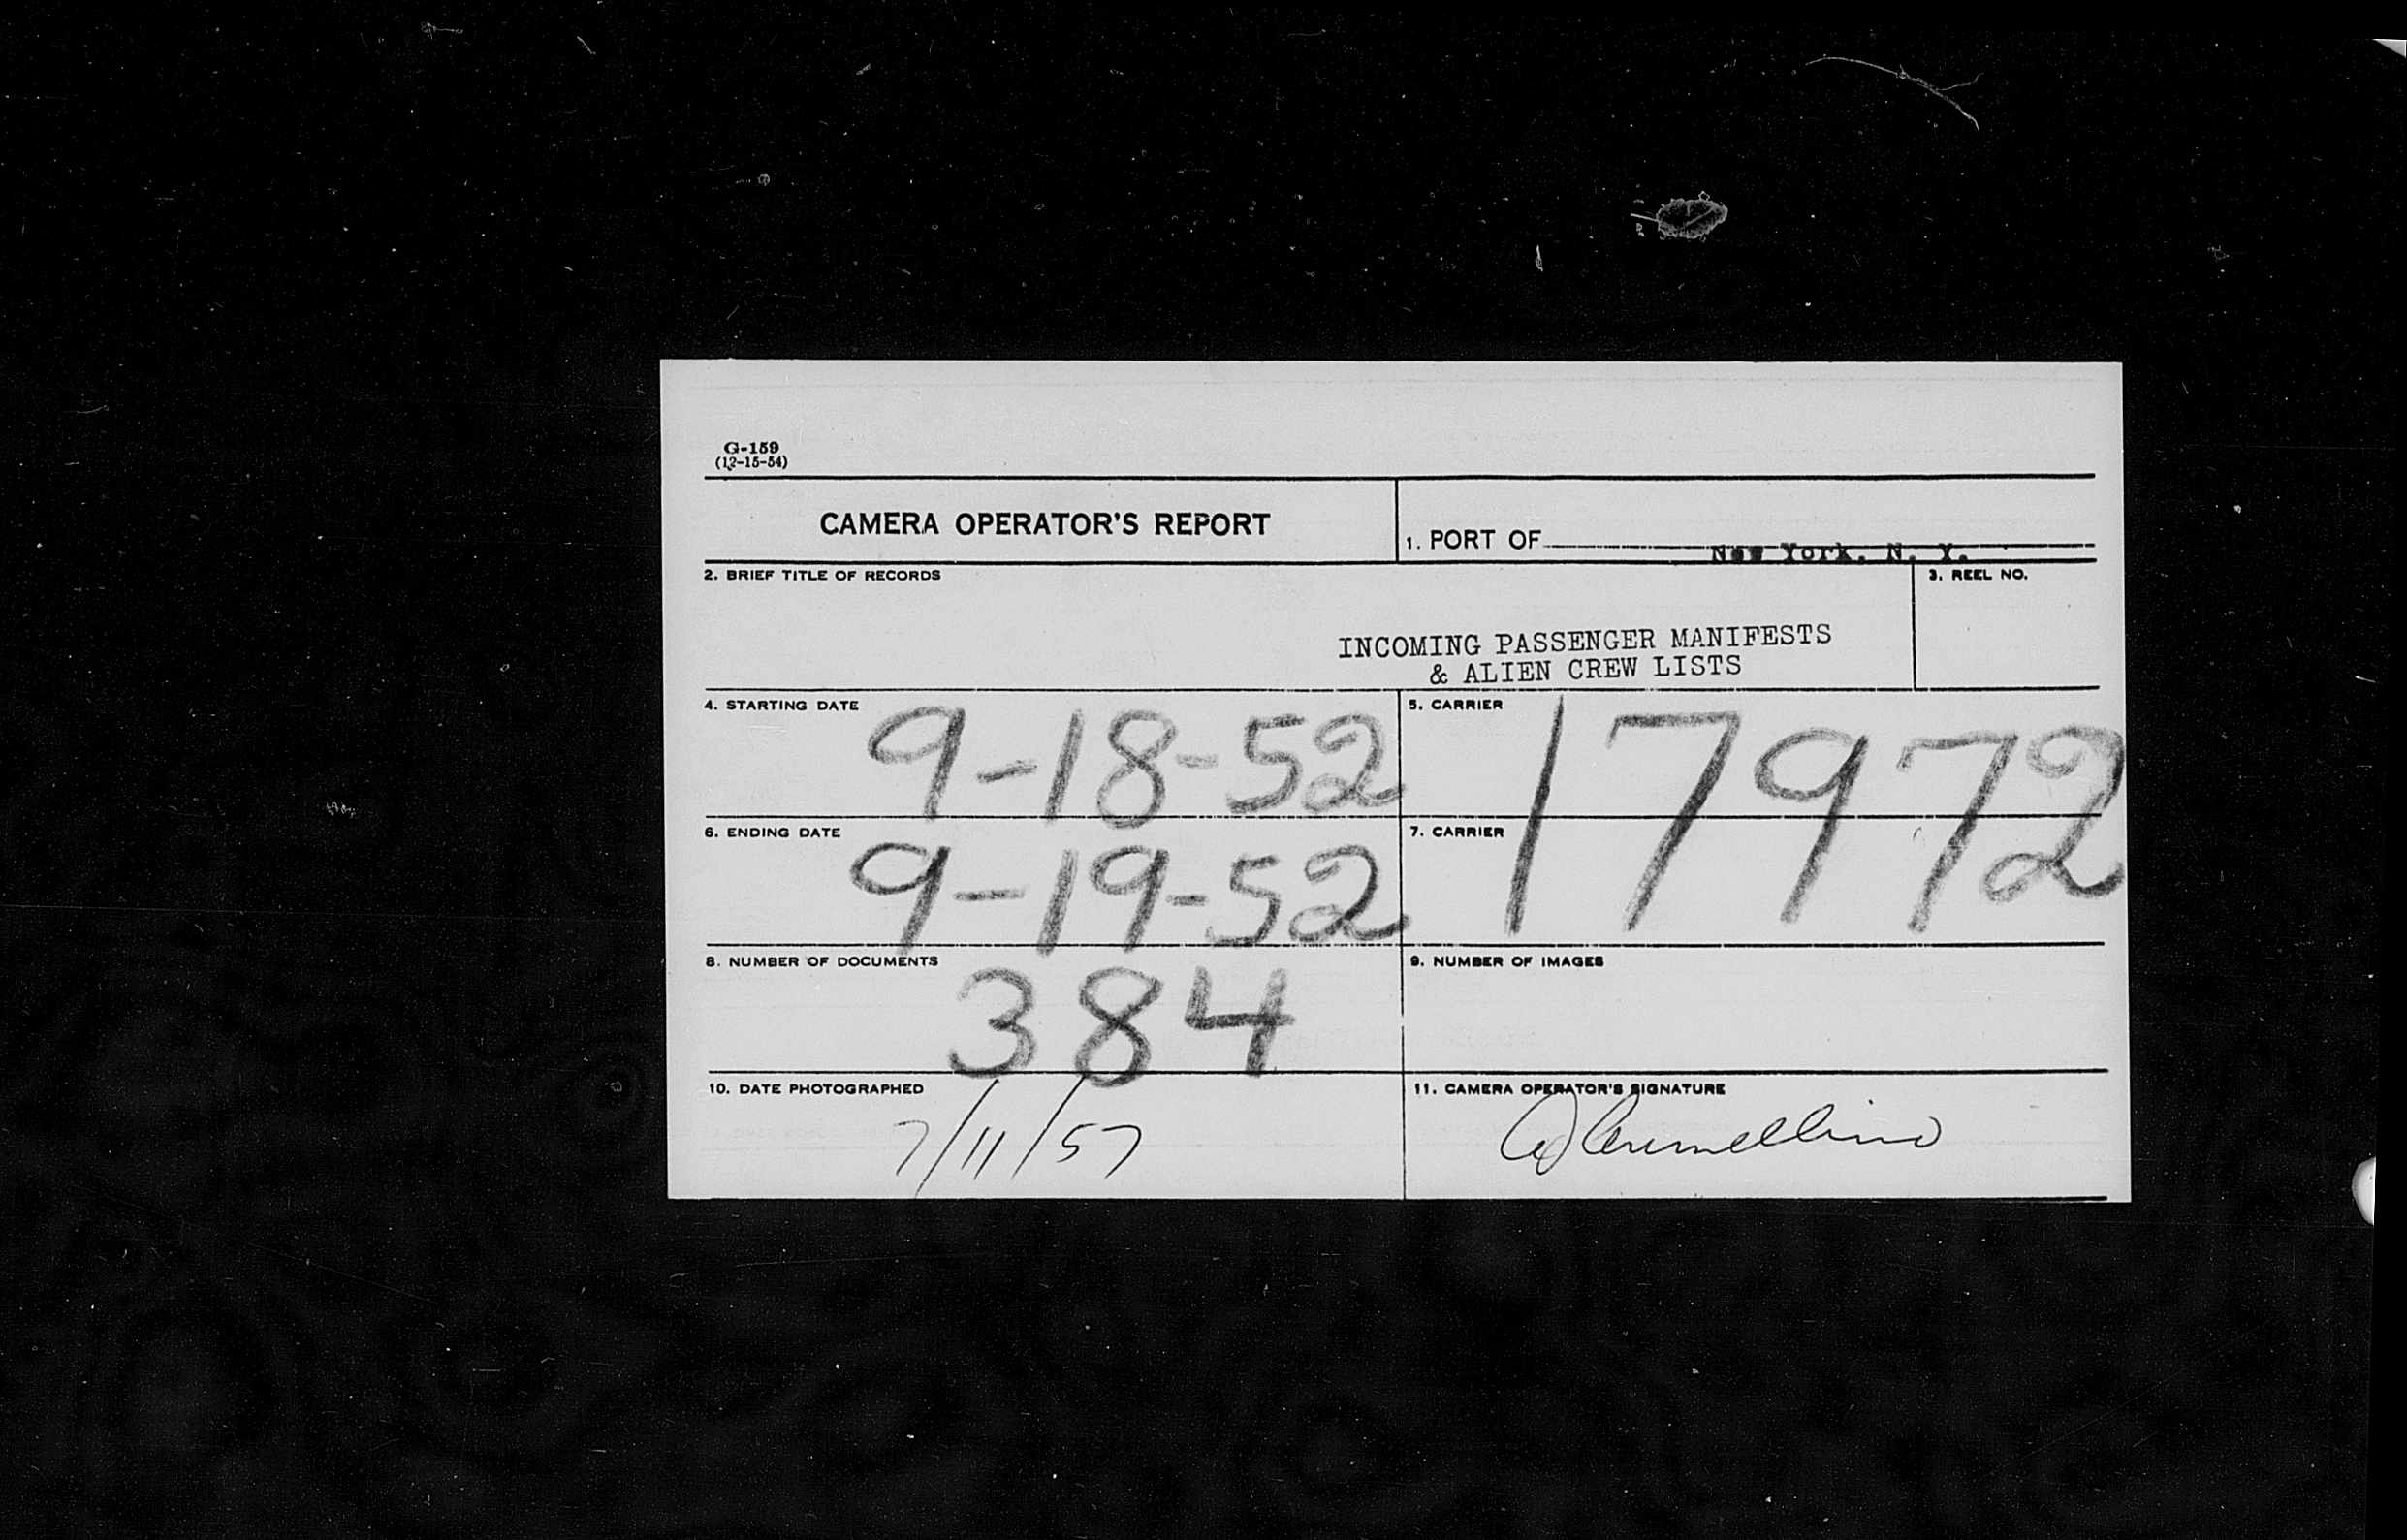 G-159
(12-15-54)
CAMERA OPERATOR'S REPORT
1. PORT OF New York, N. Y.
2. BRIEF TITLE OF RECORDS
3. REEL NO.
INCOMING PASSENGER MANIFESTS
& ALIEN CREW LISTS
4. STARTING DATE 9-18-52
5. CARRIER
17972
6. ENDING DATE 9-19-52
7. CARRIER
8. NUMBER OF DOCUMENTS 384
9. NUMBER OF IMAGES
10. DATE PHOTOGRAPHED 7/11/57
11. CAMERA OPERATOR'S SIGNATURE